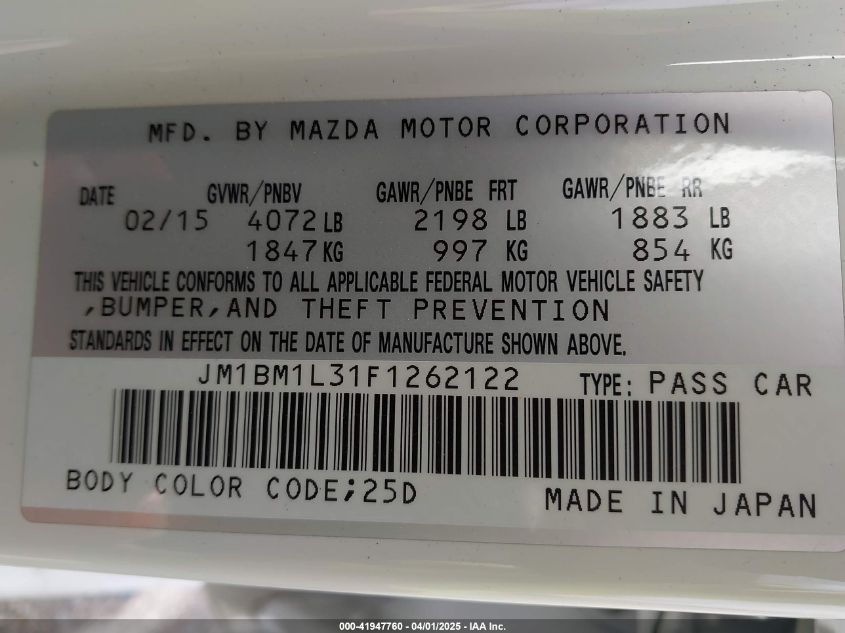 MFD. BY MAZDA MOTOR CORPORATION
DATE GVWR/PNBV GAWR/PNBE FRT GAWR/PNBE RR
02/15 4072 LB 2198 LB 1883 LB
1847 KG 997 KG 854 KG
THIS VEHICLE CONFORMS TO ALL APPLICABLE FEDERAL MOTOR VEHICLE SAFETY
,BUMPER,AND THEFT PREVENTION
STANDARDS IN EFFECT ON THE DATE OF MANUFACTURE SHOWN ABOVE.
JM1BM1L31F1262122 TYPE: PASS CAR
BODY COLOR CODE;25D MADE IN JAPAN
000-41947760 - 04/01/2025 - IAA Inc.